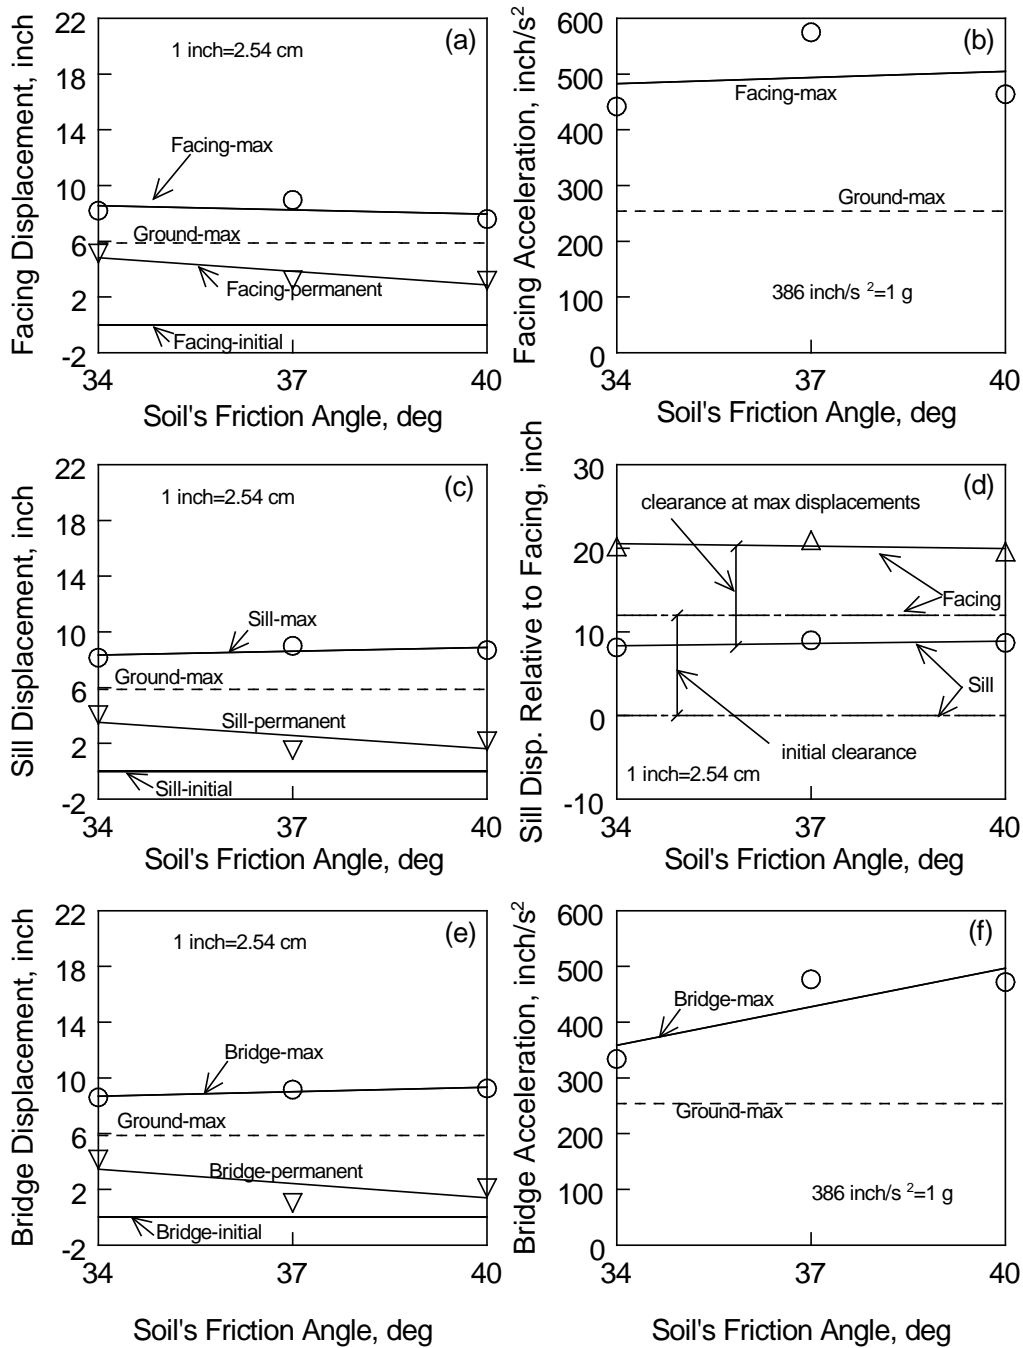 Facing Displacement, inch
22
18
14
10
6
2
-2
(a)
1 inch=2.54 cm
Facing-max
Ground-max
Facing-permanent
Facing-initial
34
37
40
Soil's Friction Angle, deg
Facing Acceleration, inch/s²
600
500
400
300
200
100
0
(b)
Facing-max
Ground-max
386 inch/s ²=1 g
34
37
40
Soil's Friction Angle, deg
Sill Displacement, inch
22
18
14
10
6
2
-2
(c)
1 inch=2.54 cm
Sill-max
Ground-max
Sill-permanent
Sill-initial
34
37
40
Soil's Friction Angle, deg
Sill Disp. Relative to Facing, inch
30
20
10
0
-10
(d)
clearance at max displacements
Facing
Sill
initial clearance
1 inch=2.54 cm
34
37
40
Soil's Friction Angle, deg
Bridge Displacement, inch
22
18
14
10
6
2
-2
(e)
1 inch=2.54 cm
Bridge-max
Ground-max
Bridge-permanent
Bridge-initial
34
37
40
Soil's Friction Angle, deg
Bridge Acceleration, inch/s²
600
500
400
300
200
100
0
(f)
Bridge-max
Ground-max
386 inch/s ²=1 g
34
37
40
Soil's Friction Angle, deg